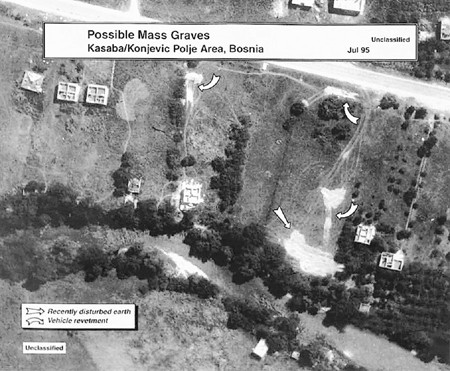 Possible Mass Graves
Kasaba/Konjevic Polje Area, Bosnia
Unclassified
Jul 95
Recently disturbed earth
Vehicle revetment
Unclassified